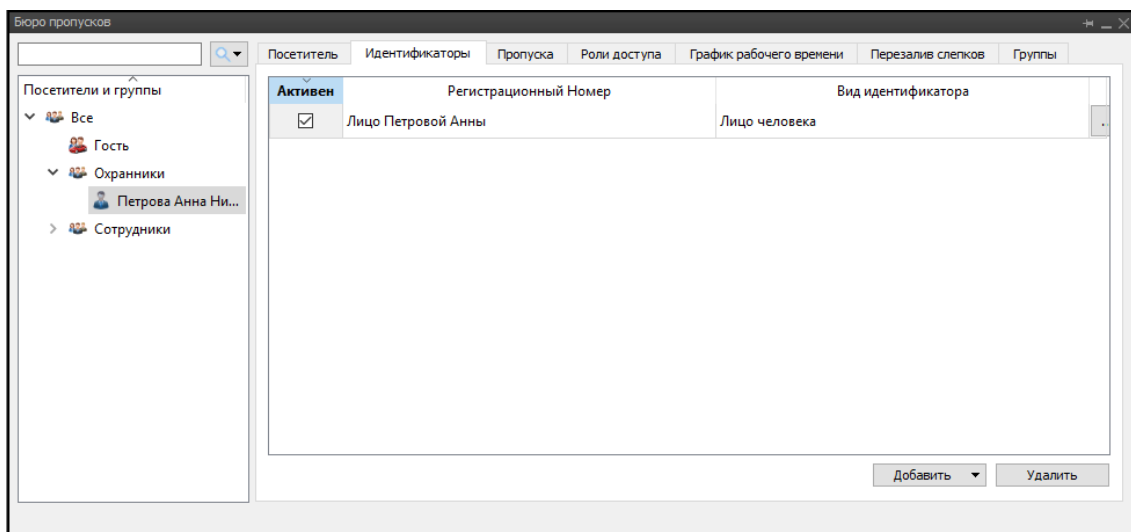 Бюро пропусков
Посетитель Идентификаторы Пропуска Роли доступа График рабочего времени Перезалив слепков Группы
Посетители и группы
Все
Гость
Охранники
Петрова Анна Ни...
Сотрудники
Активен Регистрационный Номер Вид идентификатора
Лицо Петровой Анны Лицо человека ..
Добавить Удалить